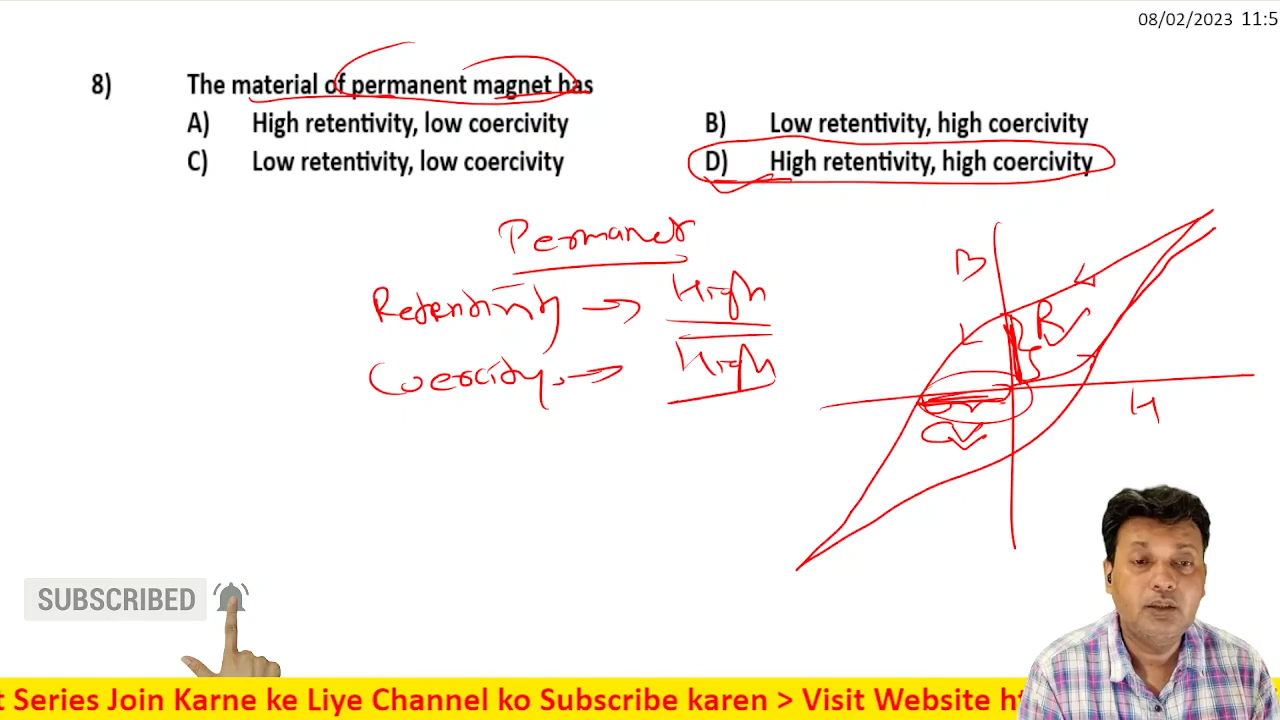 08/02/2023 11:5
8) The material of permanent magnet has
A) High retentivity, low coercivity B) Low retentivity, high coercivity
C) Low retentivity, low coercivity D) High retentivity, high coercivity
Retentivity → High
High
B
R
H
C
SUBSCRIBED
t Series Join Karne ke Liye Channel ko Subscribe karen > Visit Website ht